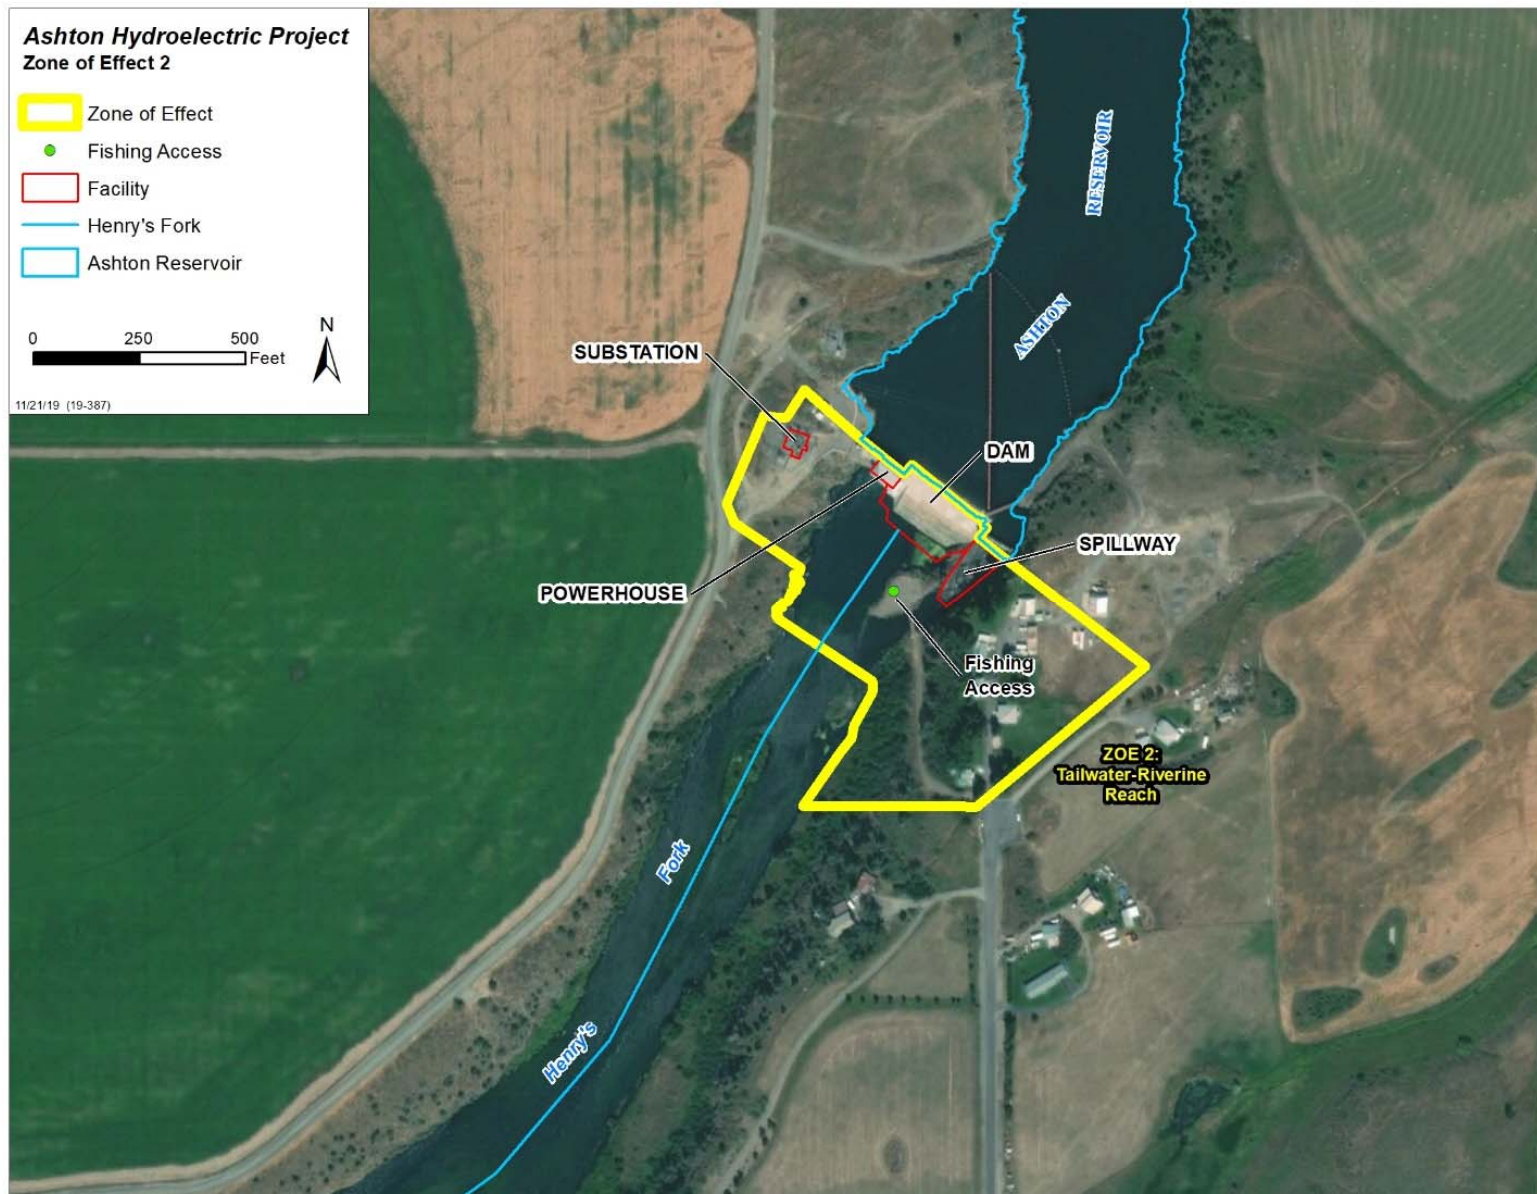 Ashton Hydroelectric Project
Zone of Effect 2
Zone of Effect
Fishing Access
Facility
Henry's Fork
Ashton Reservoir
0 250 500
Feet
N
11/21/19 (19-387)
RESERVOIR
ASHTON
SUBSTATION
DAM
SPILLWAY
POWERHOUSE
Fishing
Access
ZOE 2:
Tailwater-Riverine
Reach
Fork
Henry's